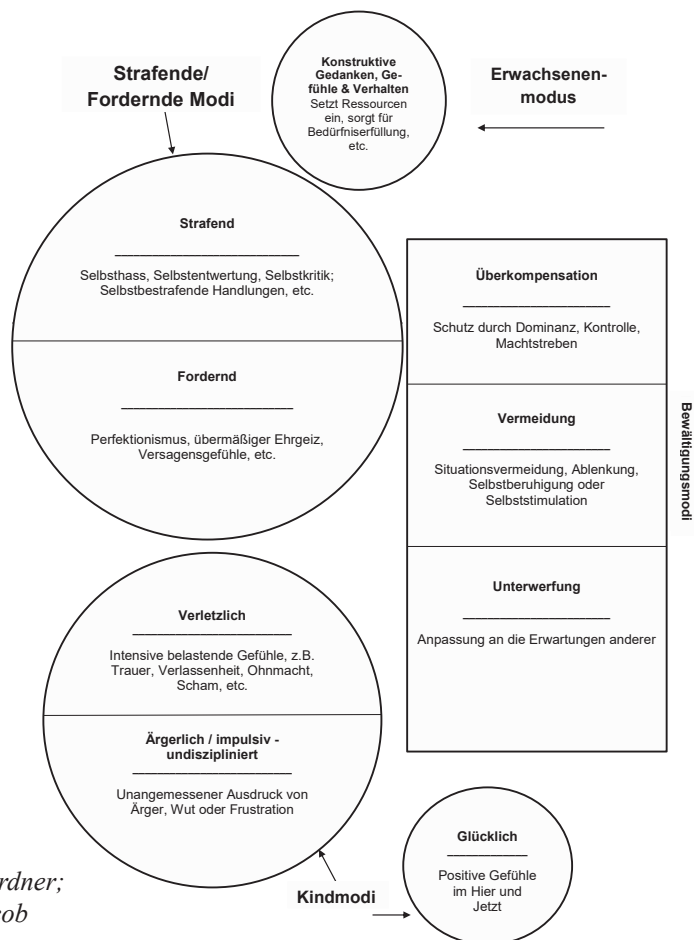 Strafende/
Fordernde Modi
Konstruktive
Gedanken, Ge-
fühle & Verhalten
Setzt Ressourcen
ein, sorgt für
Bedürfniserfüllung,
etc.
Erwachsenen-
modus
Strafend
Selbsthass, Selbstentwertung, Selbstkritik;
Selbstbestrafende Handlungen, etc.
Fordernd
Perfektionismus, übermäßiger Ehrgeiz,
Versagensgefühle, etc.
Überkompensation
Schutz durch Dominanz, Kontrolle,
Machtstreben
Vermeidung
Situationsvermeidung, Ablenkung,
Selbstberuhigung oder
Selbststimulation
Unterwerfung
Anpassung an die Erwartungen anderer
Bewältigungsmodi
Verletzlich
Intensive belastende Gefühle, z.B.
Trauer, Verlassenheit, Ohnmacht,
Scham, etc.
Ärgerlich / impulsiv -
undiszipliniert
Unangemessener Ausdruck von
Ärger, Wut oder Frustration
Kindmodi
Glücklich
Positive Gefühle
im Hier und
Jetzt
rdner;
ob